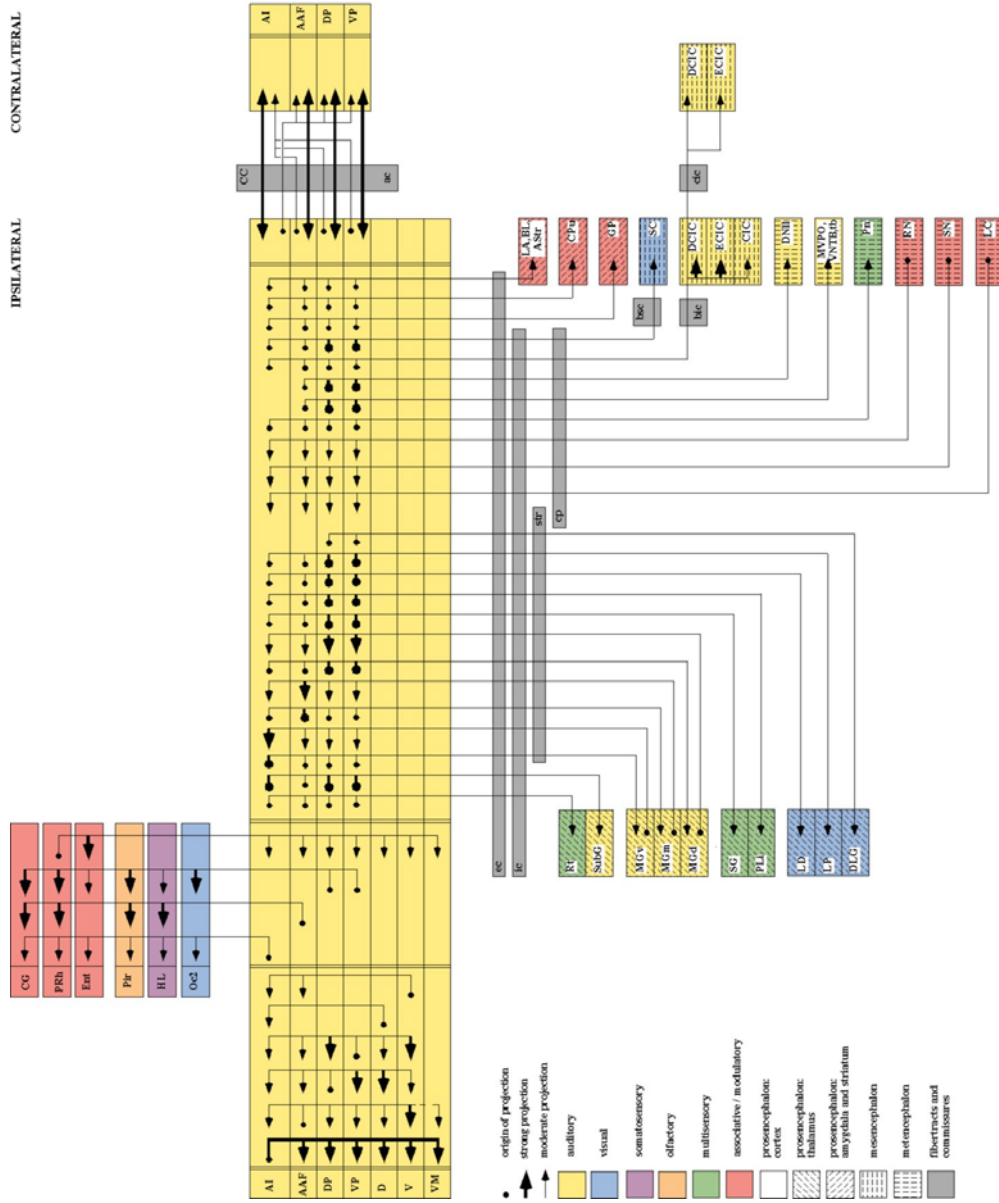 CONTRALATERAL
IPSILATERAL
AI
AAF
DP
VP
CC
ac
DCIC
ECIC
cic
CG
PRh
Ent
Pir
HL
Oc2
AI
AAF
DP
VP
D
V
VM
ec
ic
str
cp
bsc
bic
LA, BL,
AStr
CPu
GP
SC
DCIC
ECIC
CIC
DNll
MVPO,
VNTB,tb
Pn
RN
SN
LC
Rt
SubG
MGv
MGm
MGd
SG
PLi
LD
LP
DLG
origin of projection
strong projection
moderate projection
auditory
visual
somatosensory
olfactory
multisensory
associative / modulatory
prosencephalon:
cortex
prosencephalon:
thalamus
prosencephalon:
amygdala and striatum
mesencephalon
metencephalon
fibertracts and
commissures